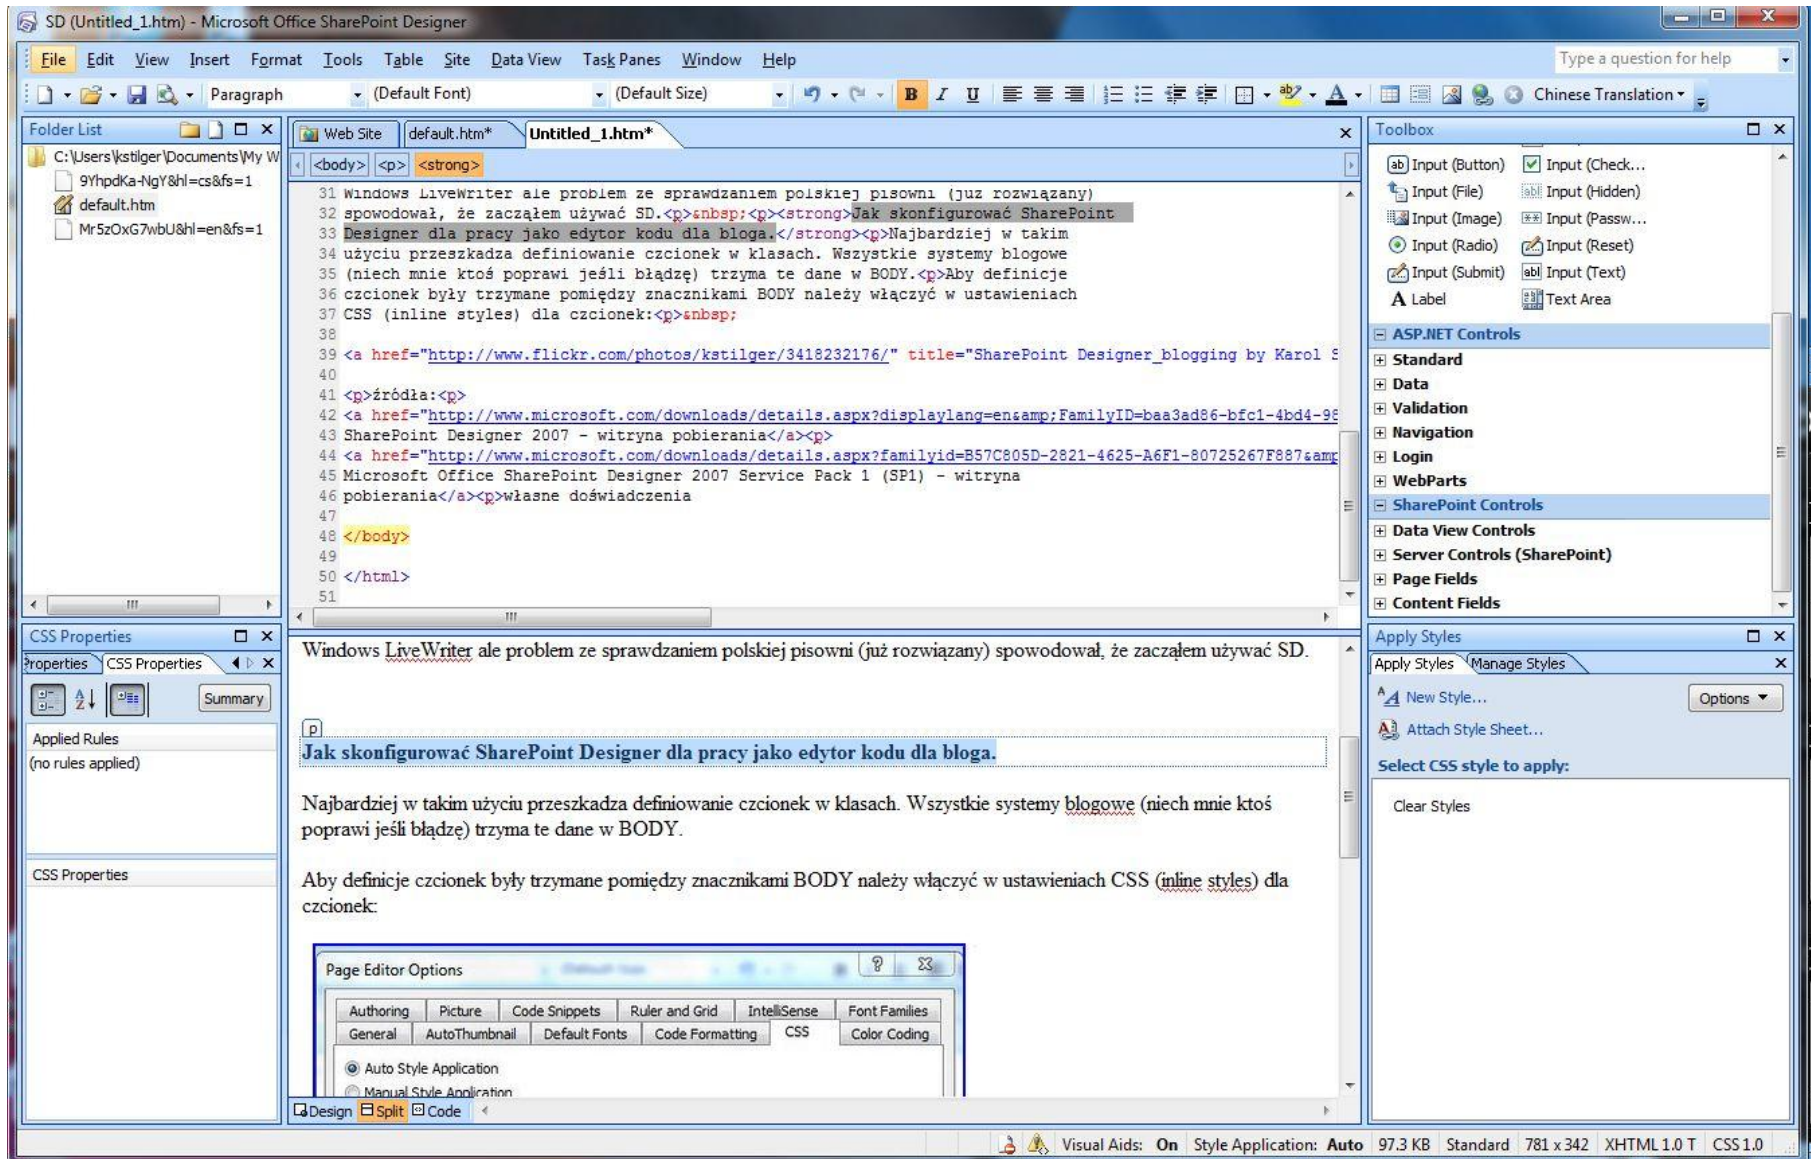 SD (Untitled_1.htm) - Microsoft Office SharePoint Designer
File Edit View Insert Format Tools Table Site Data View Task Panes Window Help
Type a question for help
Paragraph (Default Font) (Default Size) B I U Chinese Translation
Folder List
C:\Users\kstilger\Documents\My W
9YhpdKa-NgY&hl=cs&fs=1
default.htm
Mr5zOxG7wbU&hl=en&fs=1
Web Site default.htm* Untitled_1.htm*
<body> <p> <strong>
31 Windows LiveWriter ale problem ze sprawdzaniem polskiej pisowni (już rozwiązany)
32 spowodował, że zacząłem używać SD.<p>&nbsp;<p><strong>Jak skonfigurować SharePoint
33 Designer dla pracy jako edytor kodu dla bloga.</strong><p>Najbardziej w takim
34 użyciu przeszkadza definiowanie czcionek w klasach. Wszystkie systemy blogowe
35 (niech mnie ktoś poprawi jeśli błądzę) trzyma te dane w BODY.<p>Aby definicje
36 czcionek były trzymane pomiędzy znacznikami BODY należy włączyć w ustawieniach
37 CSS (inline styles) dla czcionek:<p>&nbsp;
38
39 <a href="http://www.flickr.com/photos/kstilger/3418232176/" title="SharePoint Designer_blogging by Karol S
40
41 <p>źródła:<p>
42 <a href="http://www.microsoft.com/downloads/details.aspx?displaylang=en&amp;FamilyID=baa3ad86-bfc1-4bd4-98
43 SharePoint Designer 2007 - witryna pobierania</a><p>
44 <a href="http://www.microsoft.com/downloads/details.aspx?familyid=B57C805D-2821-4625-A6F1-80725267F887&amp
45 Microsoft Office SharePoint Designer 2007 Service Pack 1 (SP1) - witryna
46 pobierania</a><p>własne doświadczenia
47
48 </body>
49
50 </html>
51
Toolbox
Input (Button) Input (Check...
Input (File) Input (Hidden)
Input (Image) Input (Passw...
Input (Radio) Input (Reset)
Input (Submit) Input (Text)
Label Text Area
ASP.NET Controls
Standard
Data
Validation
Navigation
Login
WebParts
SharePoint Controls
Data View Controls
Server Controls (SharePoint)
Page Fields
Content Fields
CSS Properties
Properties CSS Properties
Summary
Applied Rules
(no rules applied)
CSS Properties
Windows LiveWriter ale problem ze sprawdzaniem polskiej pisowni (już rozwiązany) spowodował, że zacząłem używać SD.
p
Jak skonfigurować SharePoint Designer dla pracy jako edytor kodu dla bloga.
Najbardziej w takim użyciu przeszkadza definiowanie czcionek w klasach. Wszystkie systemy blogowe (niech mnie ktoś
poprawi jeśli błądzę) trzyma te dane w BODY.
Aby definicje czcionek były trzymane pomiędzy znacznikami BODY należy włączyć w ustawieniach CSS (inline styles) dla
czcionek:
Page Editor Options
Authoring Picture Code Snippets Ruler and Grid IntelliSense Font Families
General AutoThumbnail Default Fonts Code Formatting CSS Color Coding
Auto Style Application
Manual Style Application
Design Split Code
Apply Styles
Apply Styles Manage Styles
New Style... Options
Attach Style Sheet...
Select CSS style to apply:
Clear Styles
Visual Aids: On Style Application: Auto 97.3 KB Standard 781 x 342 XHTML 1.0 T CSS 1.0